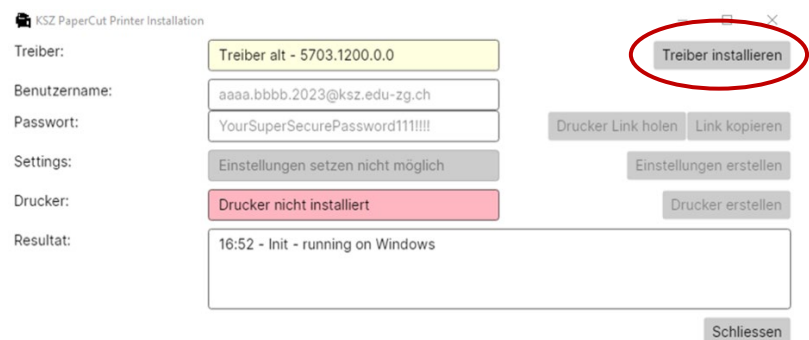 KSZ PaperCut Printer Installation
Treiber: Treiber alt - 5703.1200.0.0 Treiber installieren
Benutzername: aaaa.bbbb.2023@ksz.edu-zg.ch
Passwort: YourSuperSecurePassword111!!!! Drucker Link holen Link kopieren
Settings: Einstellungen setzen nicht möglich Einstellungen erstellen
Drucker: Drucker nicht installiert Drucker erstellen
Resultat: 16:52 - Init - running on Windows
Schliessen